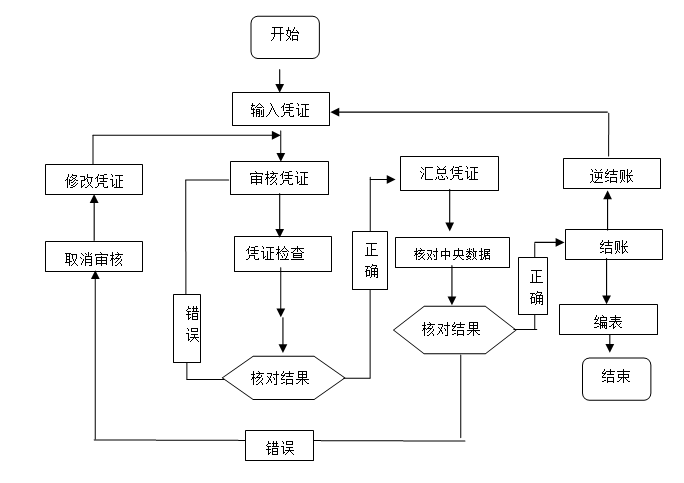 开始
输入凭证
修改凭证
审核凭证
汇总凭证
逆结账
取消审核
凭证检查
正
确
核对中央数据
结账
正
确
错
误
核对结果
核对结果
编表
结束
错误